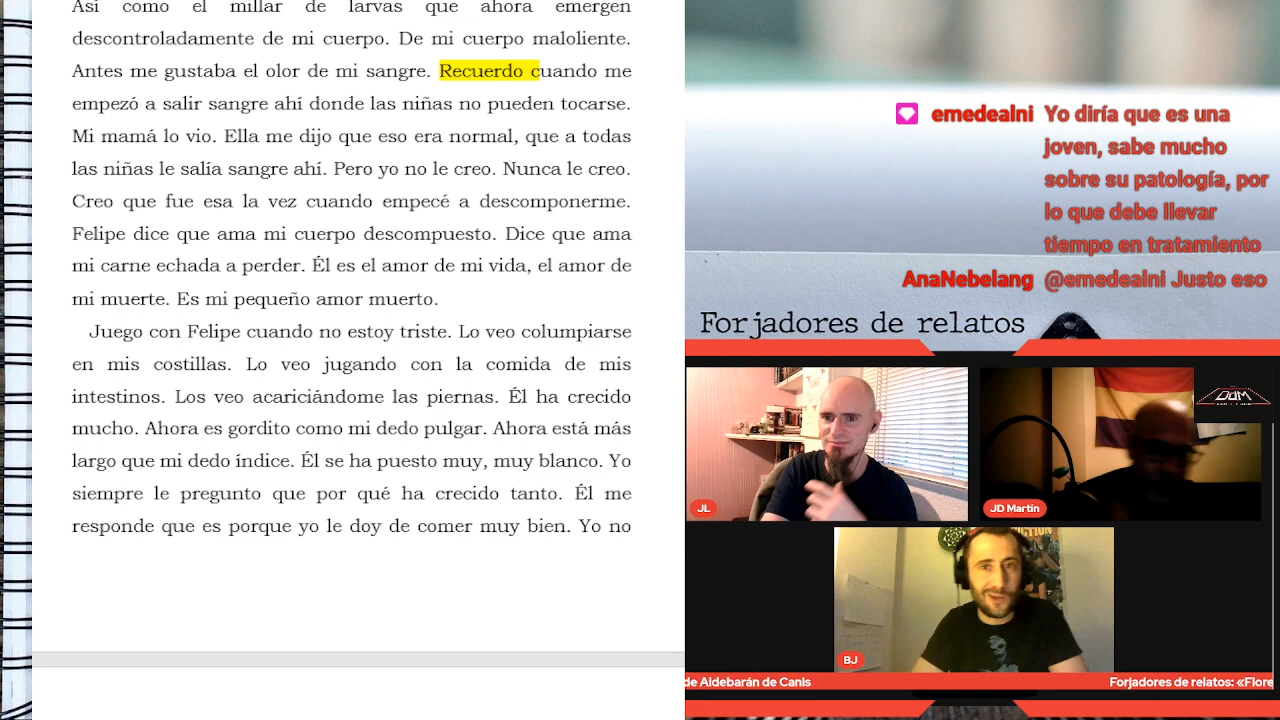 Así como el millar de larvas que ahora emergen
descontroladamente de mi cuerpo. De mi cuerpo maloliente.
Antes me gustaba el olor de mi sangre. Recuerdo cuando me
empezó a salir sangre ahí donde las niñas no pueden tocarse.
Mi mamá lo vio. Ella me dijo que eso era normal, que a todas
las niñas le salía sangre ahí. Pero yo no le creo. Nunca le creo.
Creo que fue esa la vez cuando empecé a descomponerme.
Felipe dice que ama mi cuerpo descompuesto. Dice que ama
mi carne echada a perder. Él es el amor de mi vida, el amor de
mi muerte. Es mi pequeño amor muerto.
Juego con Felipe cuando no estoy triste. Lo veo columpiarse
en mis costillas. Lo veo jugando con la comida de mis
intestinos. Los veo acariciándome las piernas. Él ha crecido
mucho. Ahora es gordito como mi dedo pulgar. Ahora está más
largo que mi dedo índice. Él se ha puesto muy, muy blanco. Yo
siempre le pregunto que por qué ha crecido tanto. Él me
responde que es porque yo le doy de comer muy bien. Yo no
emedealni Yo diría que es una
joven, sabe mucho
sobre su patología, por
lo que debe llevar
tiempo en tratamiento
AnaNebelang @emedealni Justo eso
Forjadores de relatos
JL
JD Martín
BJ
de Aldebarán de Canis
Forjadores de relatos: «Flore